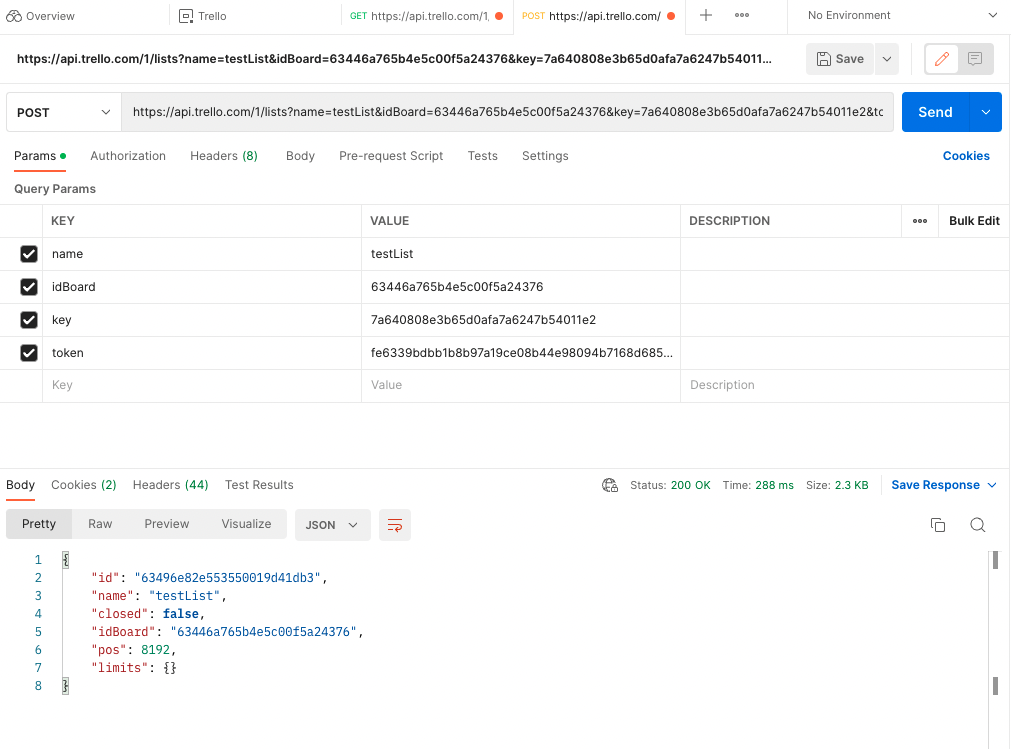 Overview Trello GET https://api.trello.com/1, POST https://api.trello.com/ No Environment
https://api.trello.com/1/lists?name=testList&idBoard=63446a765b4e5c00f5a24376&key=7a640808e3b65d0afa7a6247b54011... Save
POST https://api.trello.com/1/lists?name=testList&idBoard=63446a765b4e5c00f5a24376&key=7a640808e3b65d0afa7a6247b54011e2&to Send
Params Authorization Headers (8) Body Pre-request Script Tests Settings Cookies
Query Params
KEY VALUE DESCRIPTION Bulk Edit
name testList
idBoard 63446a765b4e5c00f5a24376
key 7a640808e3b65d0afa7a6247b54011e2
token fe6339bdbb1b8b97a19ce08b44e98094b7168d685...
Key Value Description
Body Cookies (2) Headers (44) Test Results Status: 200 OK Time: 288 ms Size: 2.3 KB Save Response
Pretty Raw Preview Visualize JSON
1 {
2 "id": "63496e82e553550019d41db3",
3 "name": "testList",
4 "closed": false,
5 "idBoard": "63446a765b4e5c00f5a24376",
6 "pos": 8192,
7 "limits": {}
8 }